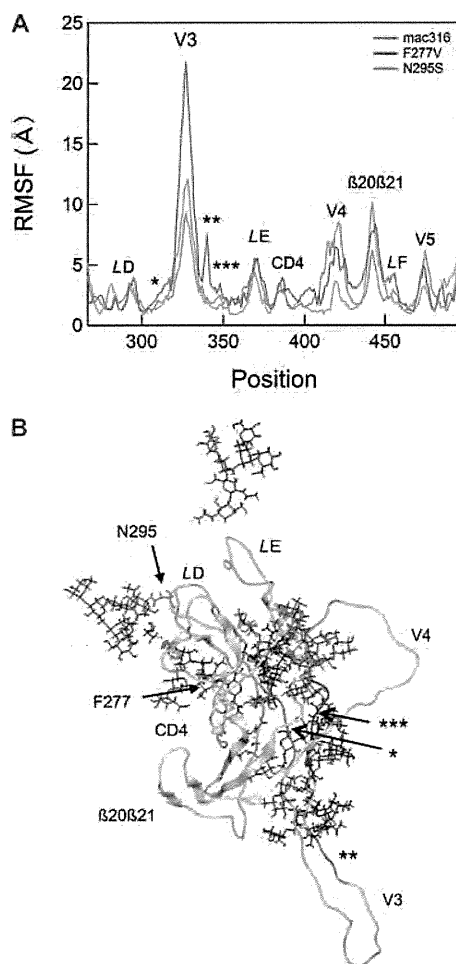 A
25
20
15
10
5
0
RMSF (Å)
V3
mac316
F277V
N295S
**
***
*
LD
LE
CD4
V4
ß20ß21
LF
V5
300
350
400
450
Position
B
N295
LD
LE
V4
F277
CD4
***
*
ß20ß21
**
V3